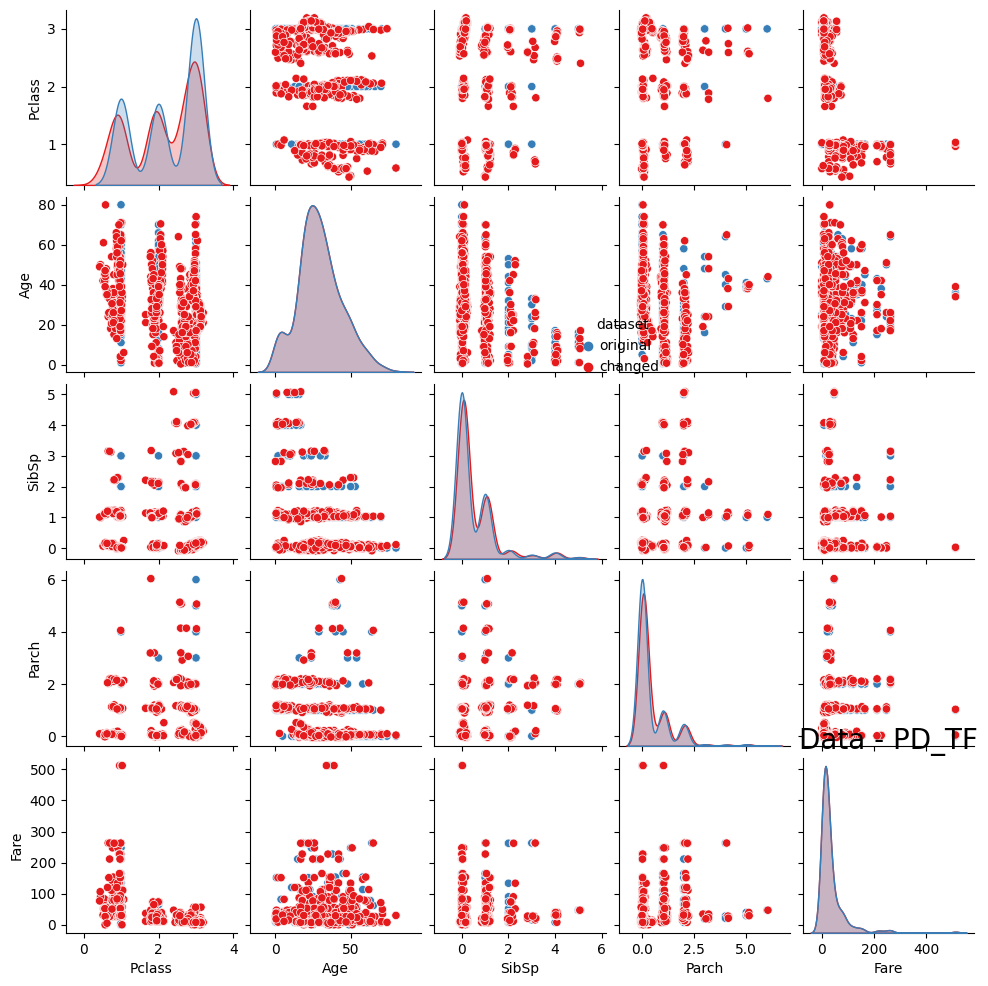 3
2
1
Pclass
80
60
40
20
0
Age
dataset
original
changed
5
4
3
2
1
0
SibSp
6
4
2
0
Parch
Data - PD_TF
500
400
300
200
100
0
Fare
0 2 4
0 50
0 2 4 6
0.0 2.5 5.0
0 200 400
Pclass Age SibSp Parch Fare